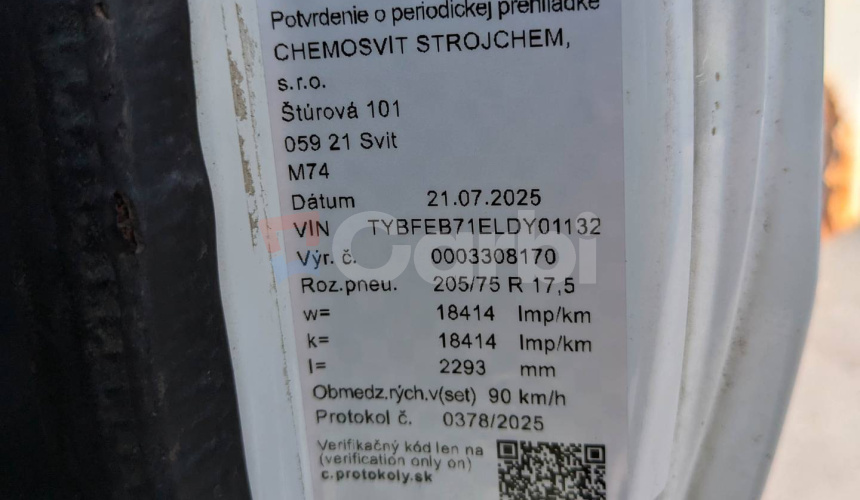 Potvrdenie o periodickej prehliadke
CHEMOSVIT STROJCHEM,
s.r.o.
Štúrová 101
059 21 Svit
M74
Dátum 21.07.2025
VIN TYBFEB71ELDY01132
Výr. č. 0003308170
Carbi
Roz.pneu. 205/75 R 17,5
w= 18414 Imp/km
k= 18414 Imp/km
l= 2293 mm
Obmedz.rých.v(set) 90 km/h
Protokol č. 0378/2025
Verifikačný kód len na
(verification only on)
c.protokoly.sk